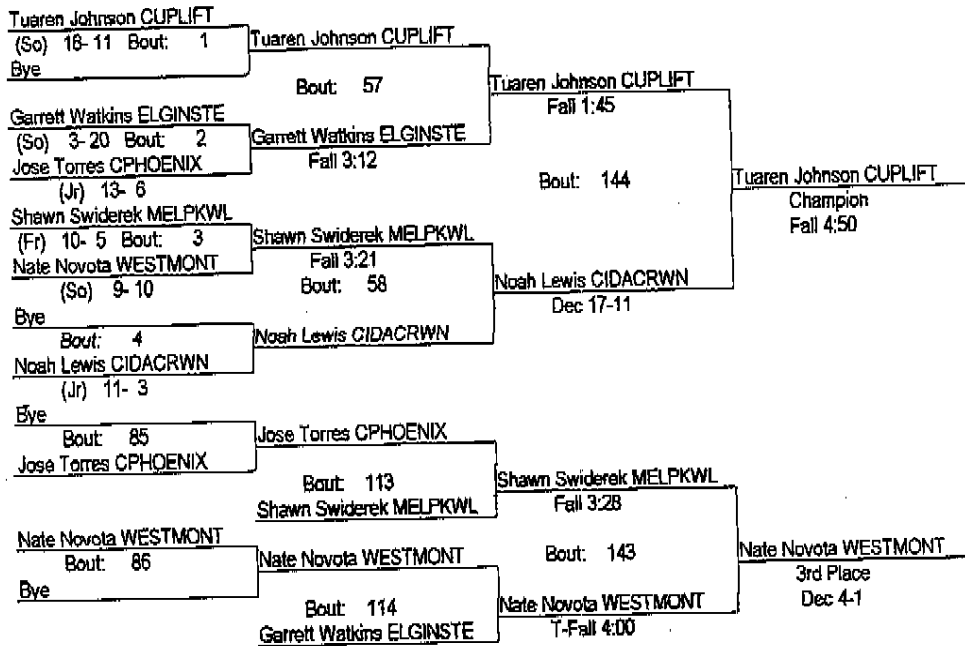 Tuaren Johnson CUPLIFT
(So) 16- 11 Bout: 1
Bye
Tuaren Johnson CUPLIFT
Bout: 57
Garrett Watkins ELGINSTE
(So) 3- 20 Bout: 2
Jose Torres CPHOENIX
(Jr) 13- 6
Garrett Watkins ELGINSTE
Fall 3:12
Tuaren Johnson CUPLIFT
Fall 1:45
Bout: 144
Shawn Swiderek MELPKWL
(Fr) 10- 5 Bout: 3
Nate Novota WESTMONT
(So) 9- 10
Shawn Swiderek MELPKWL
Fall 3:21
Bout: 58
Bye
Bout: 4
Noah Lewis CIDACRWN
(Jr) 11- 3
Noah Lewis CIDACRWN
Noah Lewis CIDACRWN
Dec 17-11
Tuaren Johnson CUPLIFT
Champion
Fall 4:50
Bye
Bout: 85
Jose Torres CPHOENIX
Jose Torres CPHOENIX
Bout: 113
Shawn Swiderek MELPKWL
Shawn Swiderek MELPKWL
Fall 3:28
Bout: 143
Nate Novota WESTMONT
Bout: 86
Bye
Nate Novota WESTMONT
Bout: 114
Garrett Watkins ELGINSTE
Nate Novota WESTMONT
T-Fall 4:00
Nate Novota WESTMONT
3rd Place
Dec 4-1